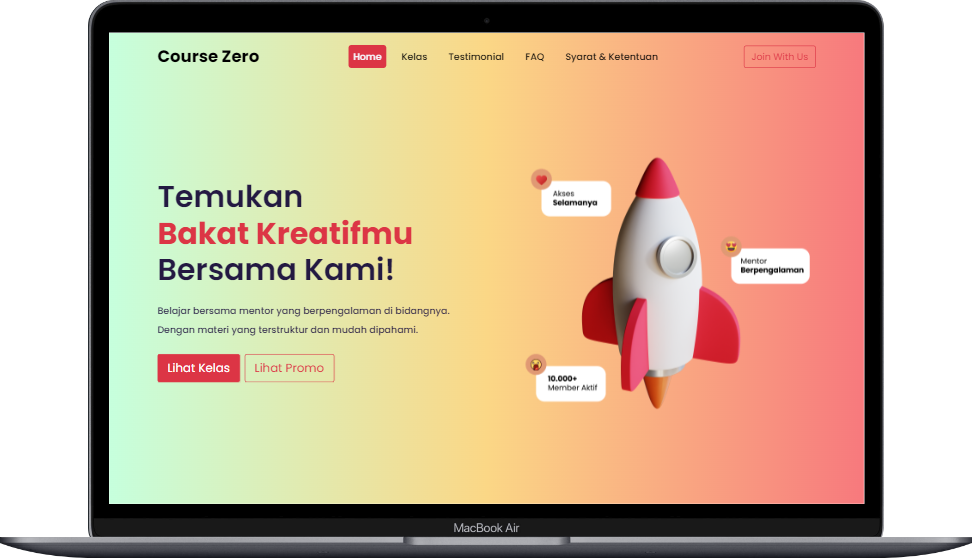 Course Zero
Home
Kelas
Testimonial
FAQ
Syarat & Ketentuan
Join With Us
Temukan
Bakat Kreatifmu
Bersama Kami!
Belajar bersama mentor yang berpengalaman di bidangnya.
Dengan materi yang terstruktur dan mudah dipahami.
Lihat Kelas
Lihat Promo
Akses
Selamanya
Mentor
Berpengalaman
10.000+
Member Aktif
MacBook Air